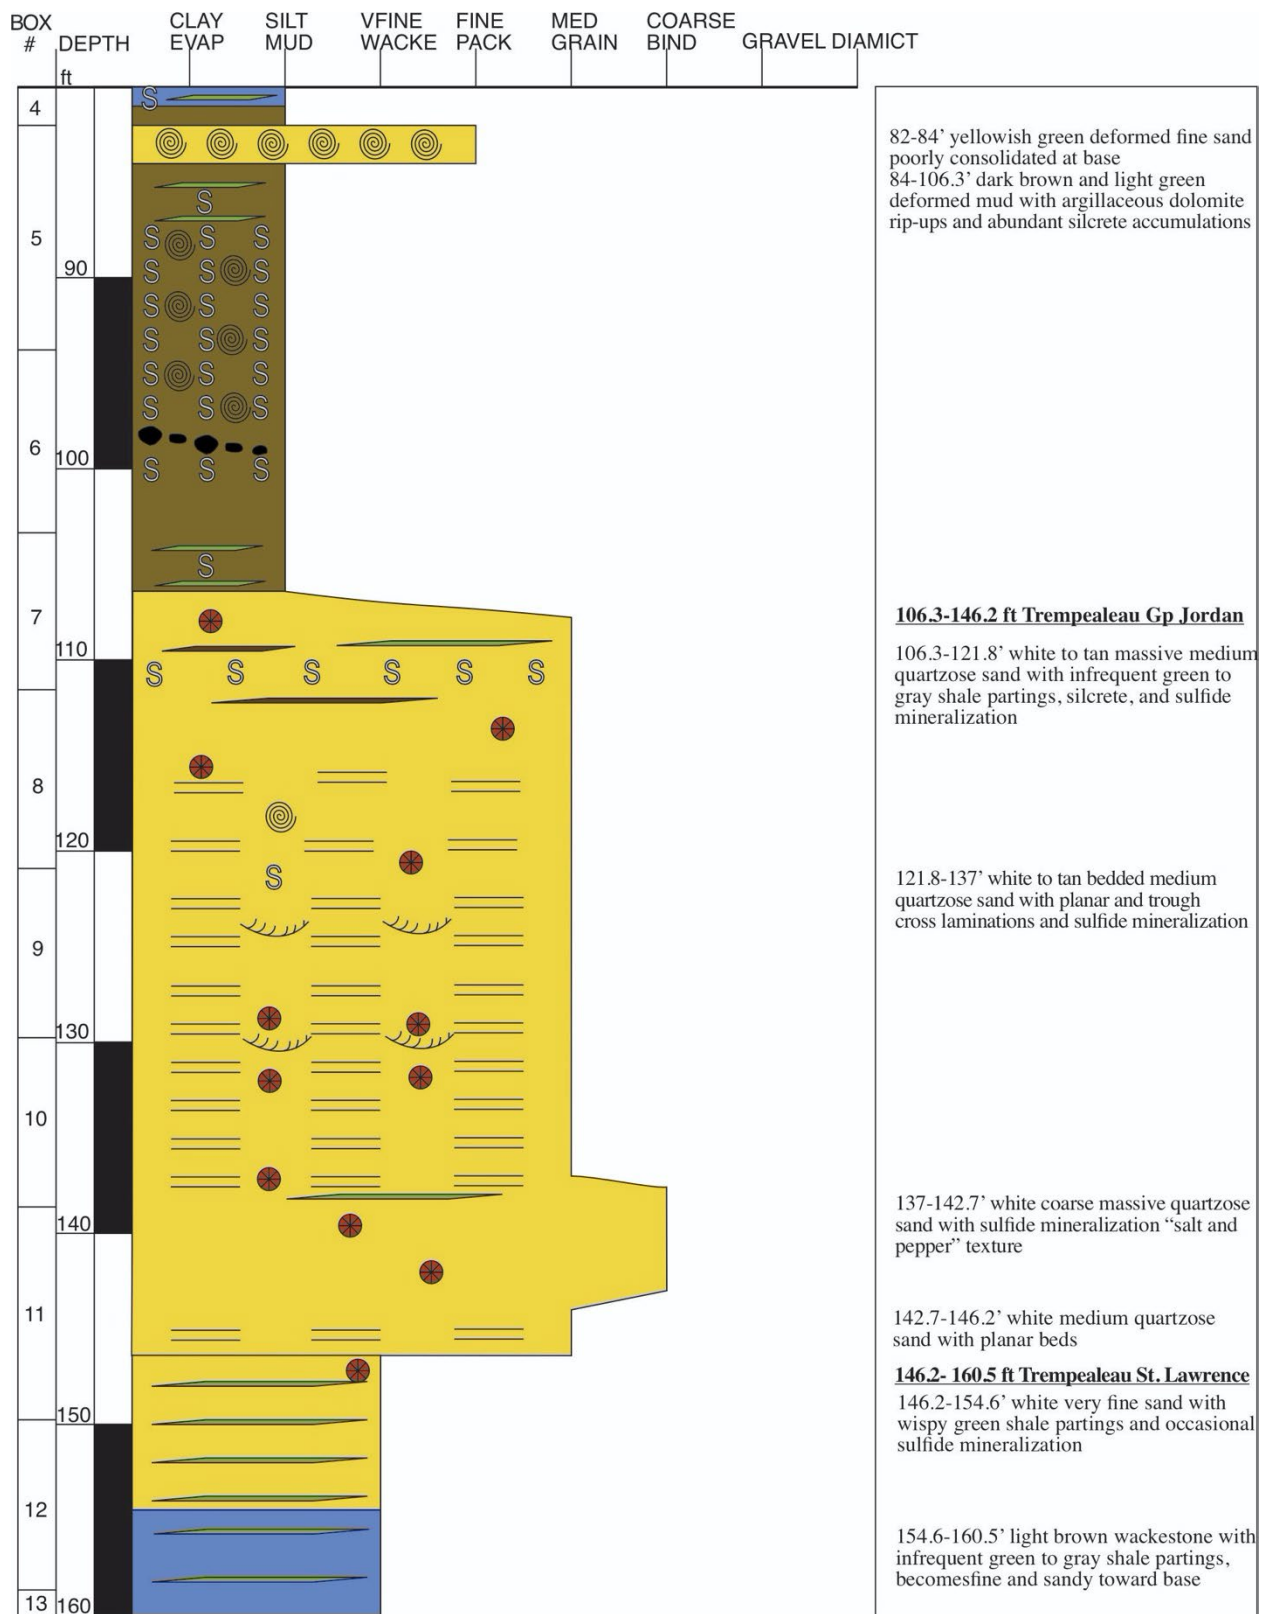 BOX
#
DEPTH
CLAY
EVAP
SILT
MUD
VFINE
WACKE
FINE
PACK
MED
GRAIN
COARSE
BIND
GRAVEL
DIAMICT
ft
4
S
82-84’ yellowish green deformed fine sand
poorly consolidated at base
84-106.3’ dark brown and light green
deformed mud with argillaceous dolomite
rip-ups and abundant silcrete accumulations
S
5
S S S
90
S S S
S S S
S S S
S S S
S S S
6
100
S S S
S
7
106.3-146.2 ft Trempealeau Gp Jordan
110
106.3-121.8’ white to tan massive medium
quartzose sand with infrequent green to
gray shale partings, silcrete, and sulfide
mineralization
S S S S S S
8
120
S
121.8-137’ white to tan bedded medium
quartzose sand with planar and trough
cross laminations and sulfide mineralization
9
130
10
137-142.7’ white coarse massive quartzose
sand with sulfide mineralization “salt and
pepper” texture
140
11
142.7-146.2’ white medium quartzose
sand with planar beds
146.2- 160.5 ft Trempealeau St. Lawrence
146.2-154.6’ white very fine sand with
wispy green shale partings and occasional
sulfide mineralization
150
12
154.6-160.5’ light brown wackestone with
infrequent green to gray shale partings,
becomesfine and sandy toward base
13
160